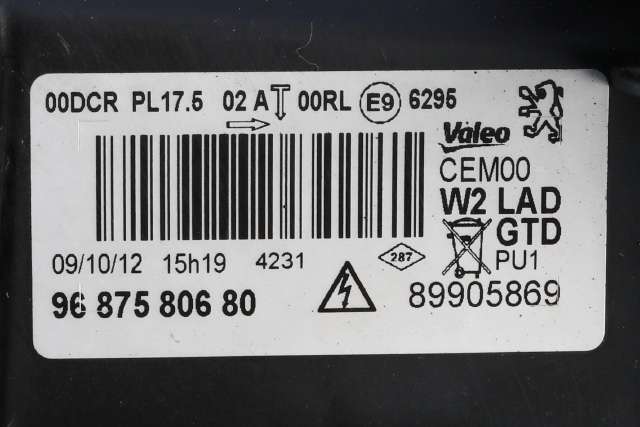 00DCR PL17.5 02 A 00RL E9 6295
Valeo
CEM00
W2 LAD
GTD
PU1
09/10/12 15h19 4231 287
96 875 806 80
89905869